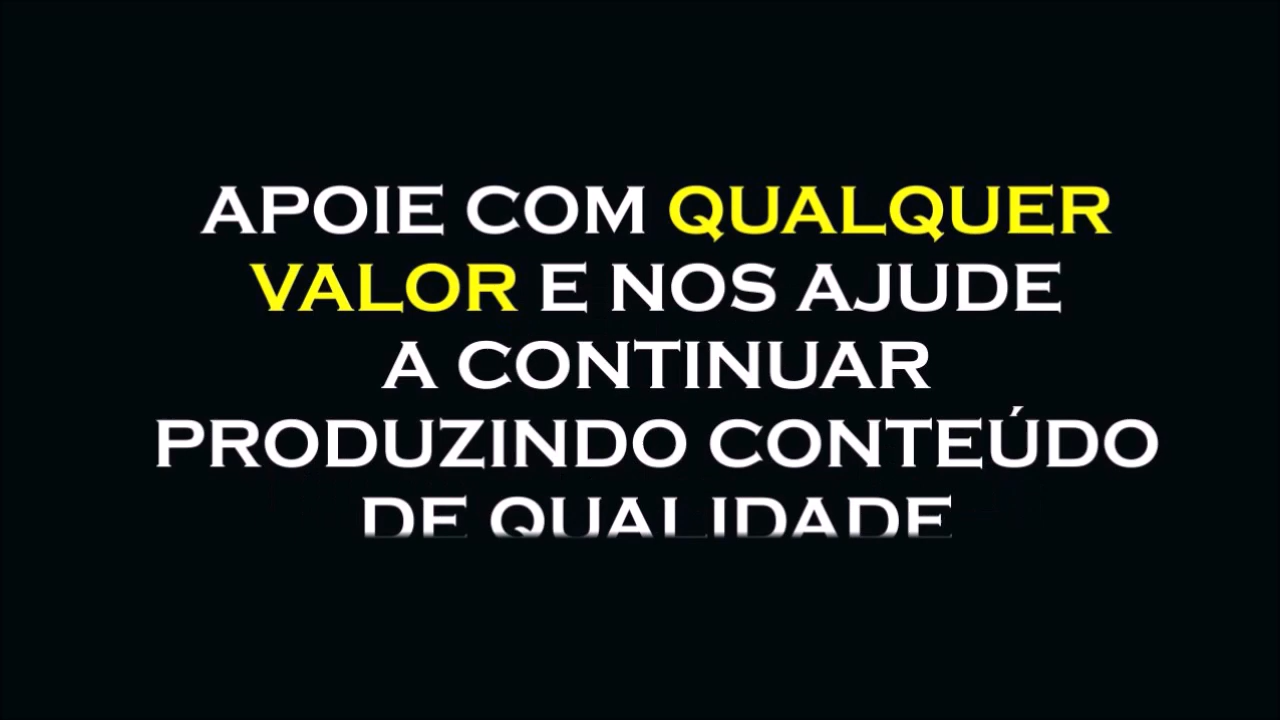 APOIE COM QUALQUER
VALOR E NOS AJUDE
A CONTINUAR
PRODUZINDO CONTEÚDO
DE QUALIDADE